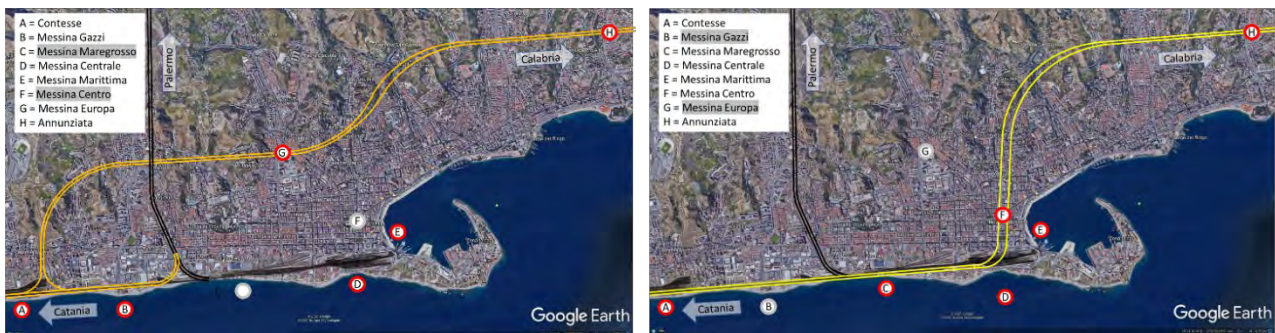 A = Contesse
B = Messina Gazzi
C = Messina Maregrosso
D = Messina Centrale
E = Messina Marittima
F = Messina Centro
G = Messina Europa
H = Annunziata
Palermo
Calabria
Catania
H
G
F
E
D
B
A
Google Earth
A = Contesse
B = Messina Gazzi
C = Messina Maregrosso
D = Messina Centrale
E = Messina Marittima
F = Messina Centro
G = Messina Europa
H = Annunziata
Palermo
Calabria
Catania
H
G
F
E
C
D
B
A
Google Earth